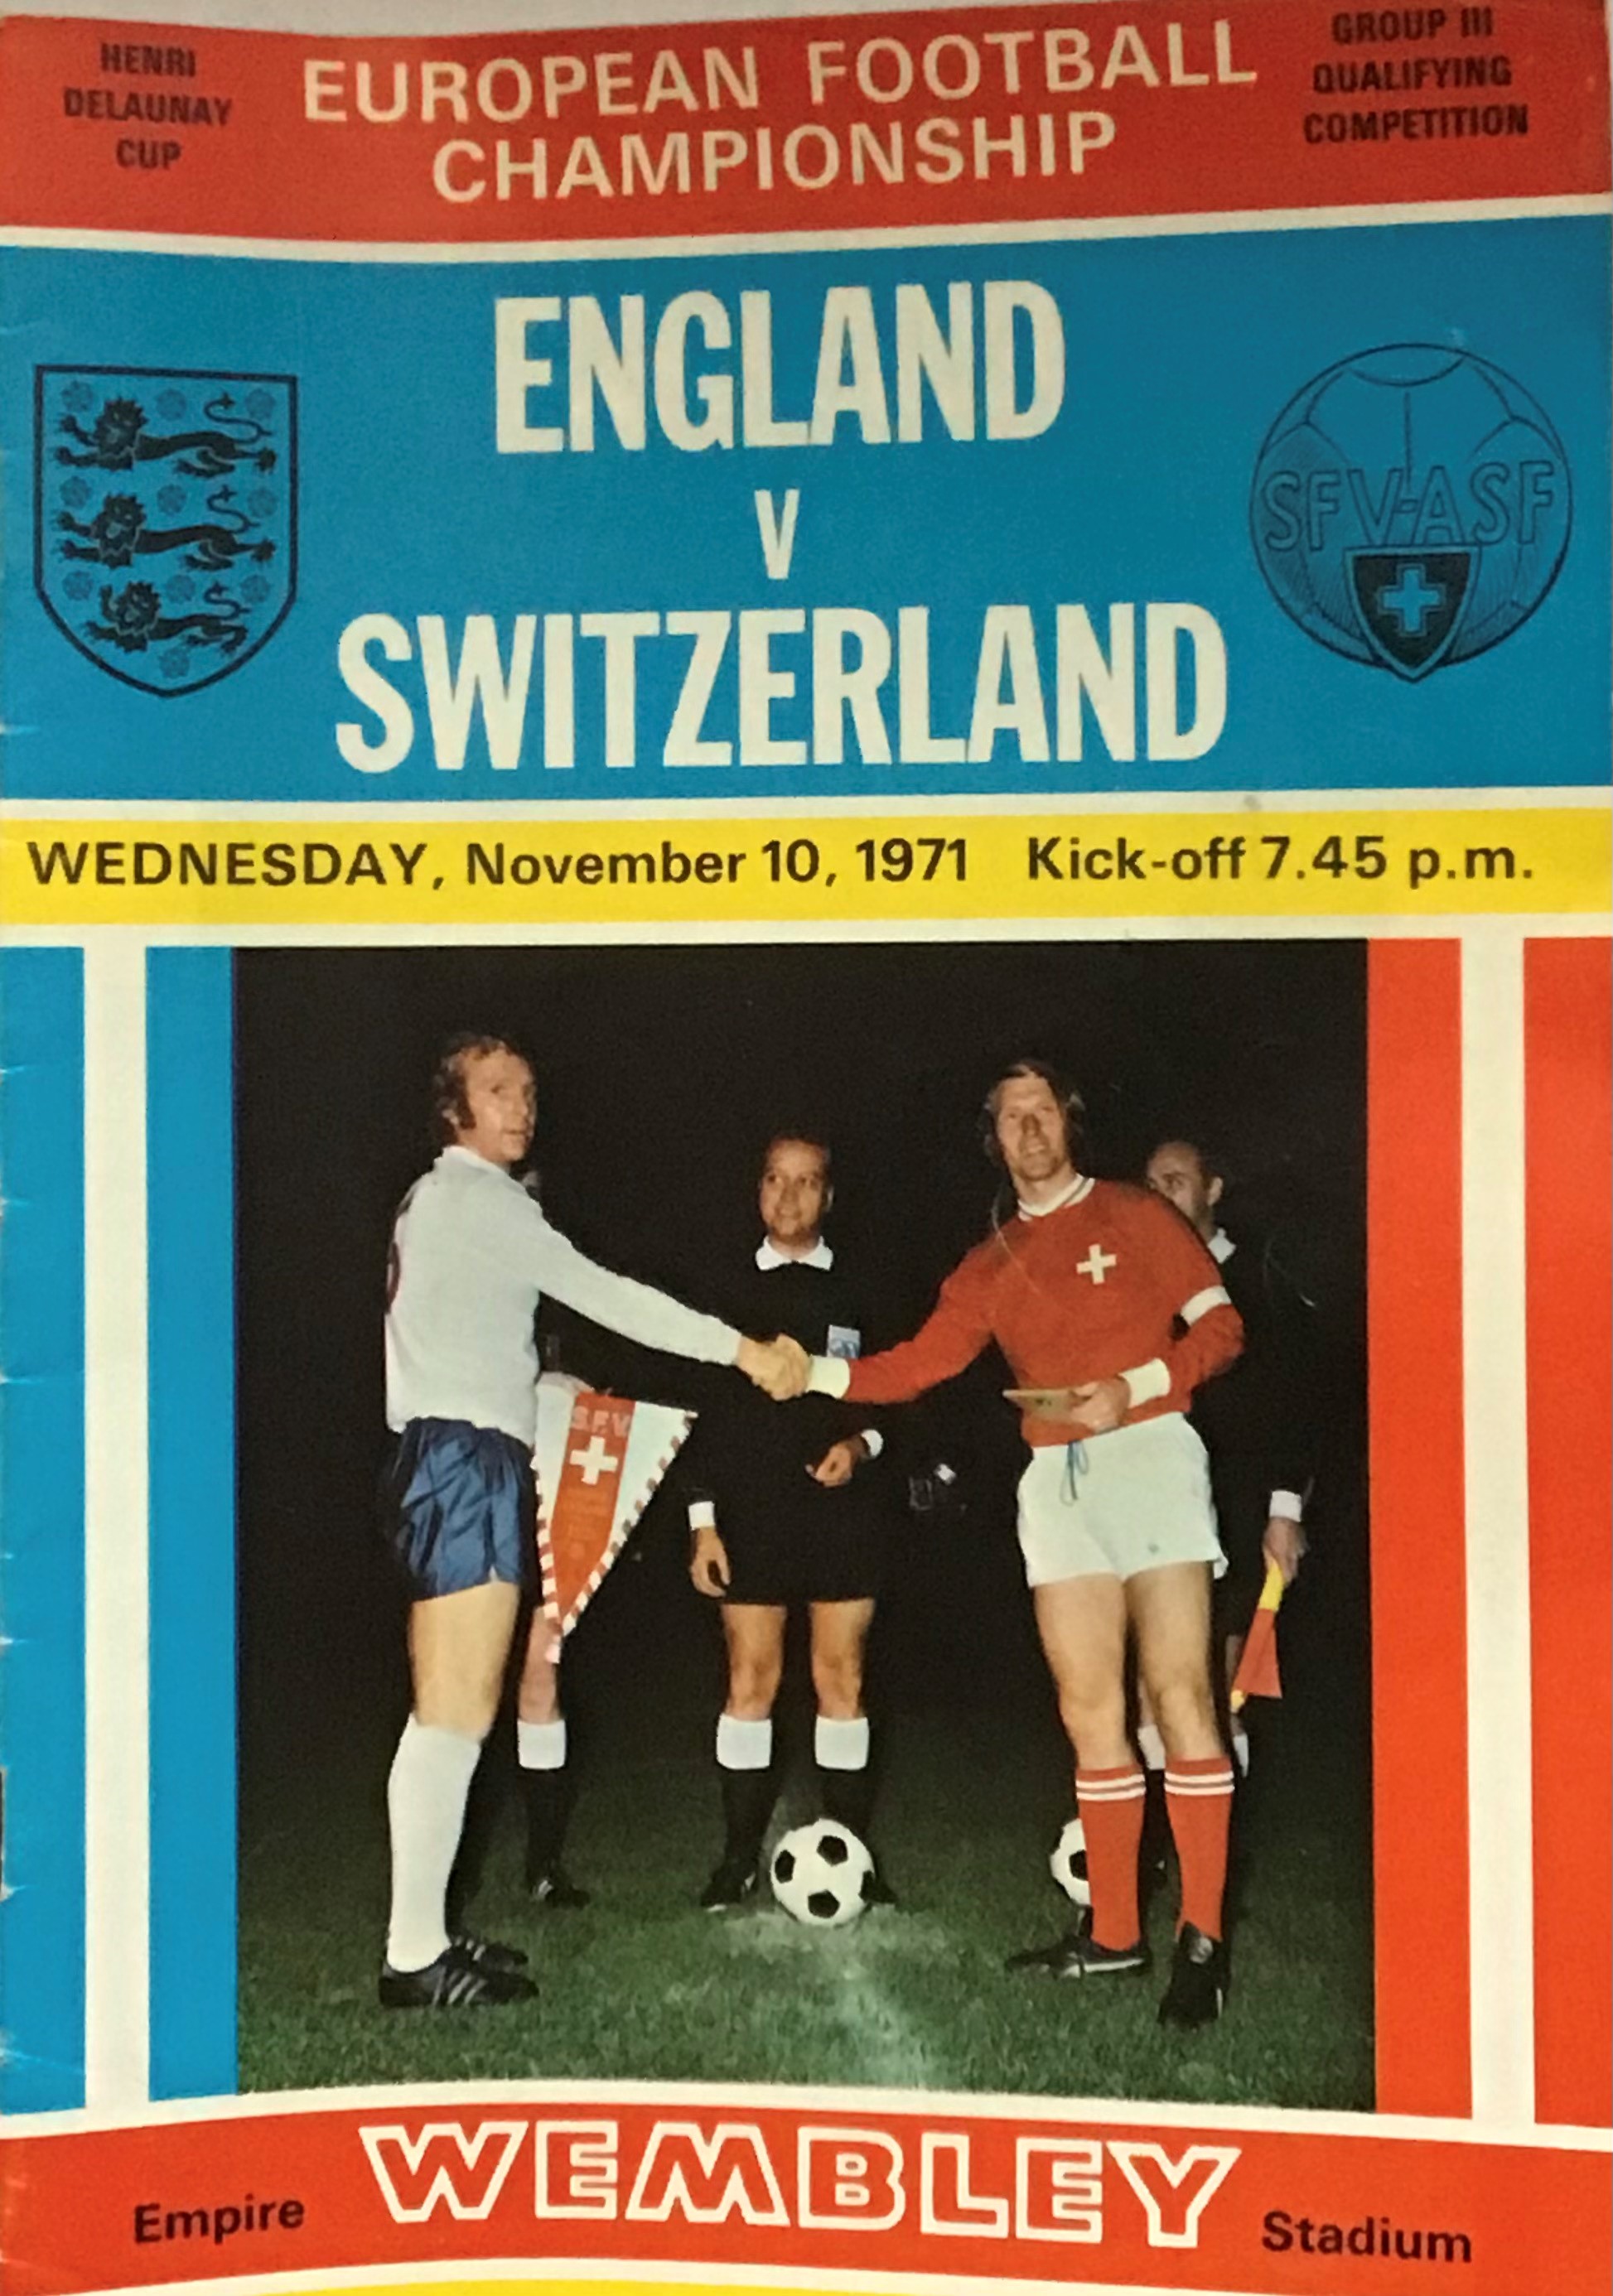 HENRI
DELAUNAY
CUP
EUROPEAN FOOTBALL
CHAMPIONSHIP
GROUP III
QUALIFYING
COMPETITION
ENGLAND
v
SWITZERLAND
SFV-ASF
WEDNESDAY, November 10, 1971 Kick-off 7.45 p.m.
S.F.V.
Empire WEMBLEY Stadium